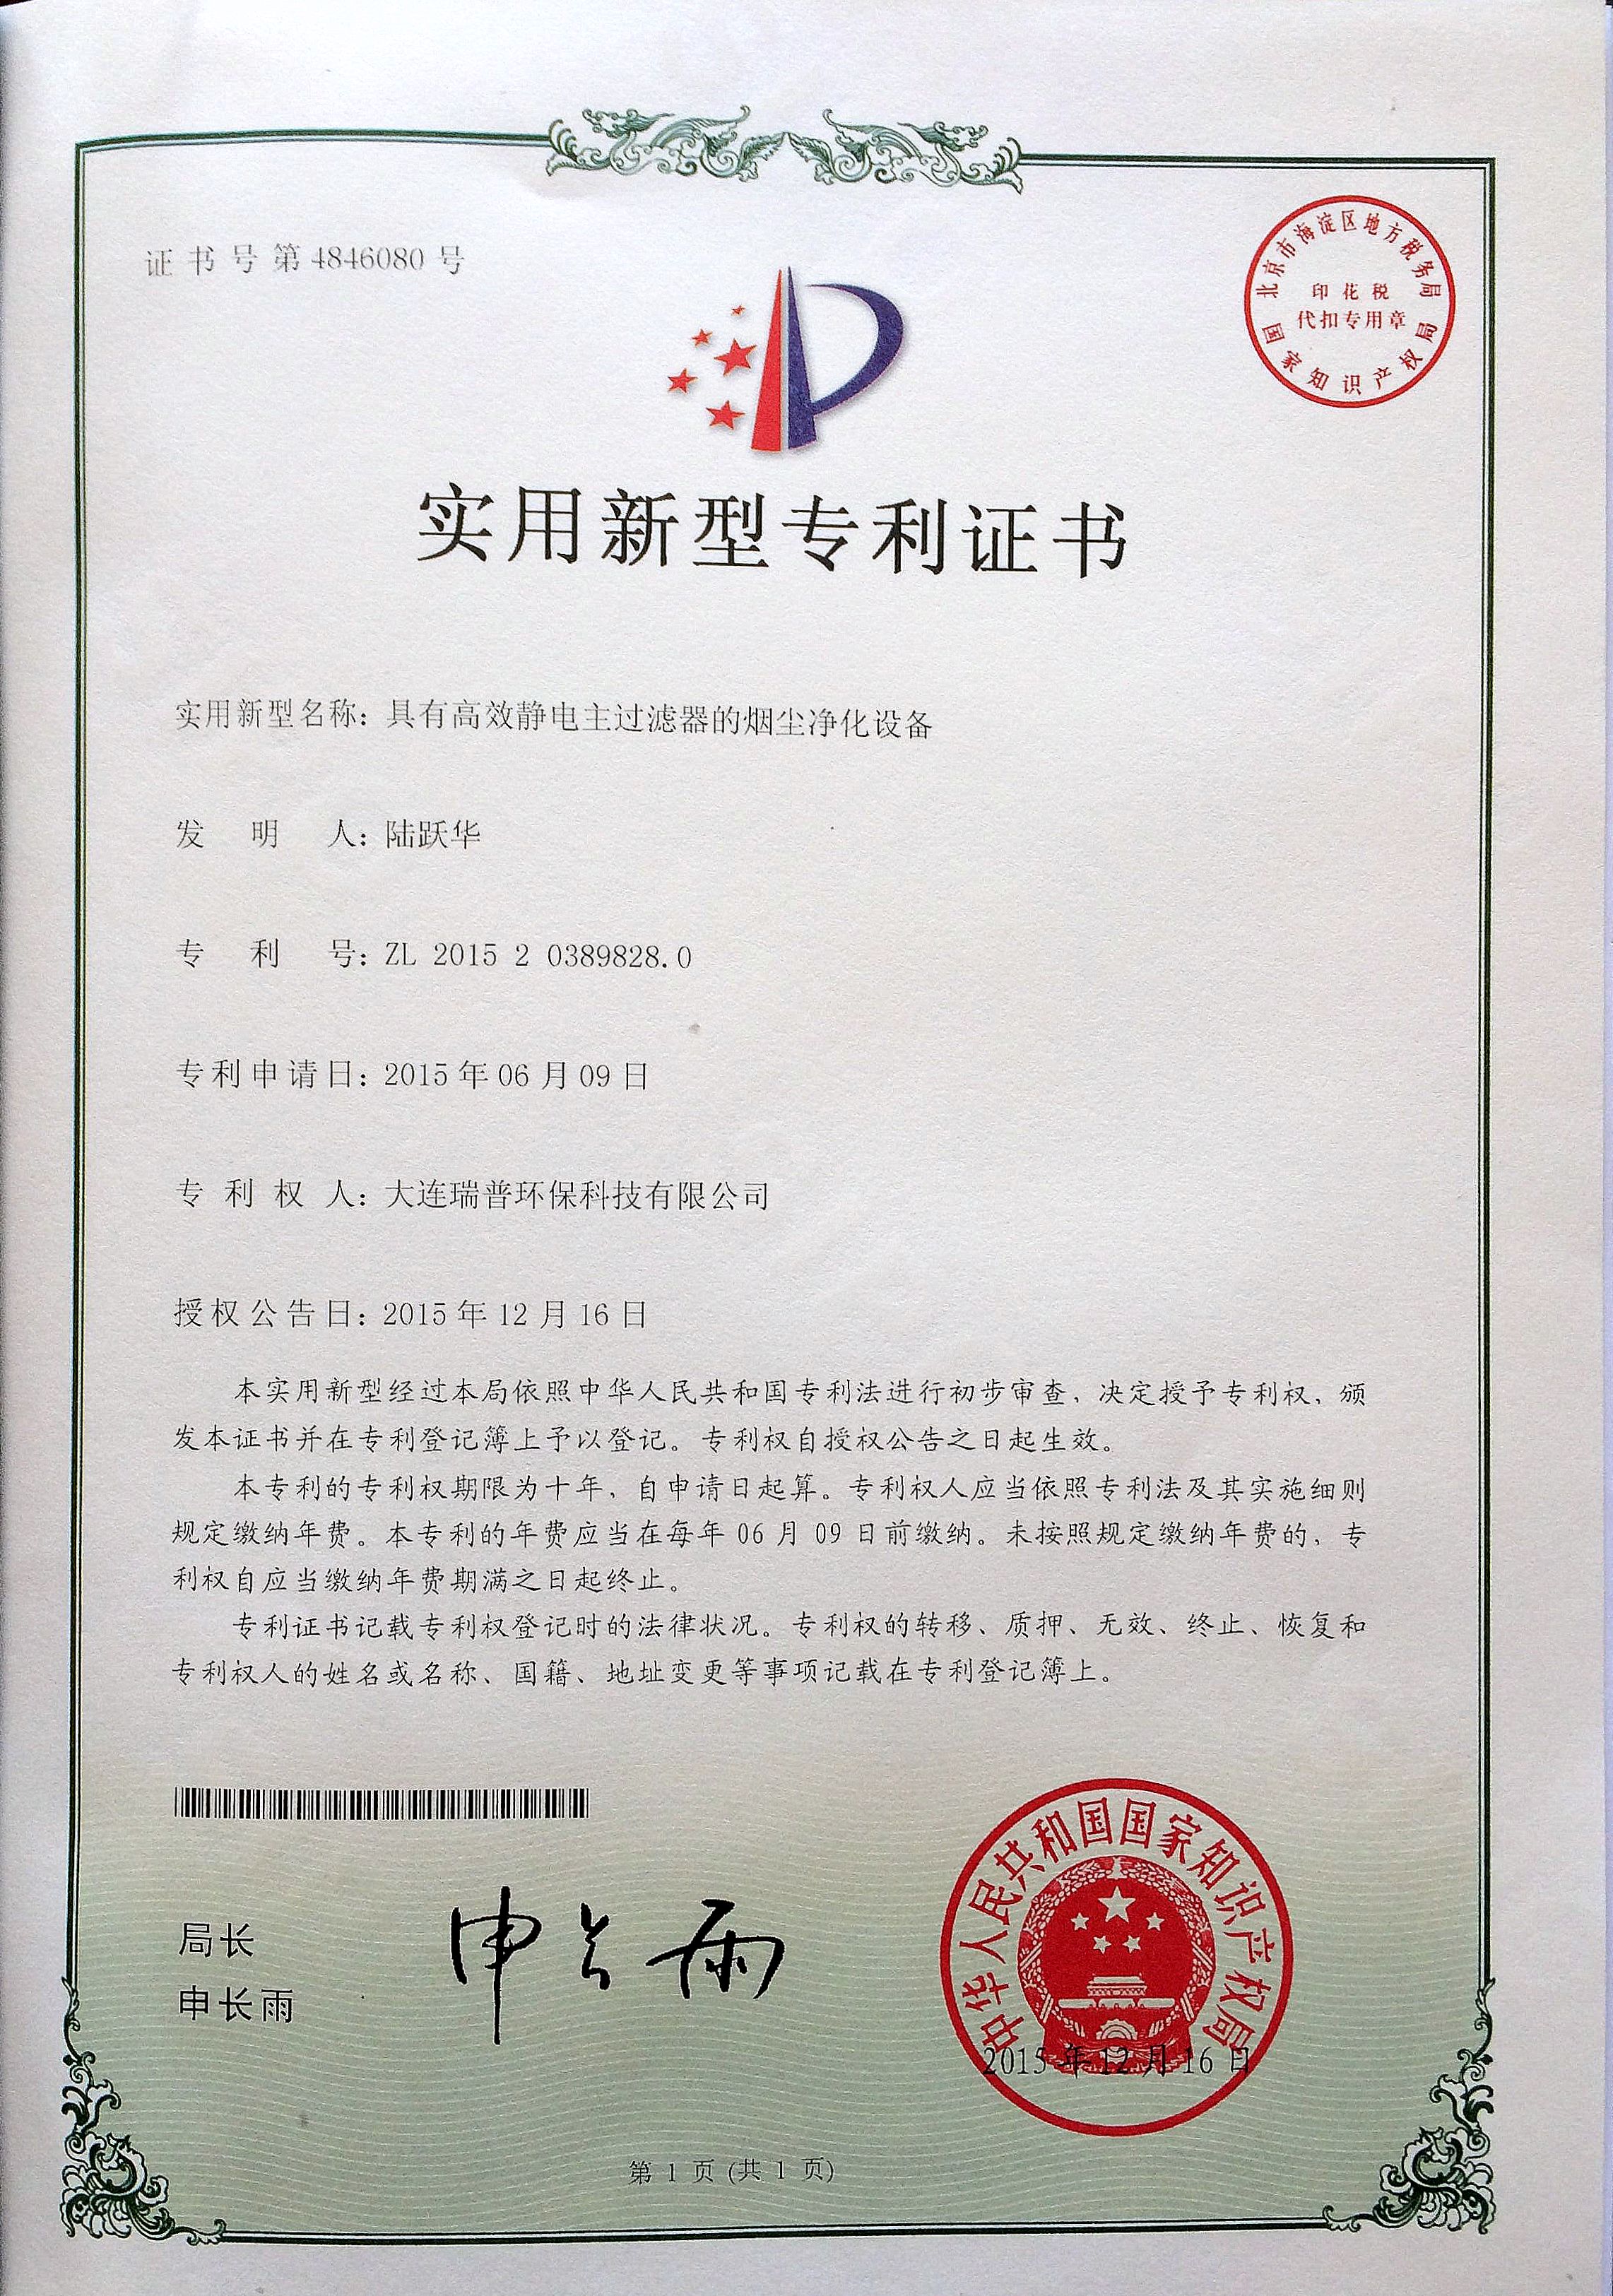 证书号第4846080号
北京市海淀区地方税务局
印花税
代扣专用章
国家知识产权局
实用新型专利证书
实用新型名称：具有高效静电主过滤器的烟尘净化设备
发明人：陆跃华
专利号：ZL 2015 2 0389828.0
专利申请日：2015年06月09日
专利权人：大连瑞普环保科技有限公司
授权公告日：2015年12月16日
本实用新型经过本局依照中华人民共和国专利法进行初步审查，决定授予专利权，颁
发本证书并在专利登记簿上予以登记。专利权自授权公告之日起生效。
本专利的专利权期限为十年，自申请日起算。专利权人应当依照专利法及其实施细则
规定缴纳年费。本专利的年费应当在每年06月09日前缴纳。未按照规定缴纳年费的，专
利权自应当缴纳年费期满之日起终止。
专利证书记载专利权登记时的法律状况。专利权的转移、质押、无效、终止、恢复和
专利权人的姓名或名称、国籍、地址变更等事项记载在专利登记簿上。
局长
申长雨
申长雨
中华人民共和国国家知识产权局
2015年12月16日
第1页(共1页)